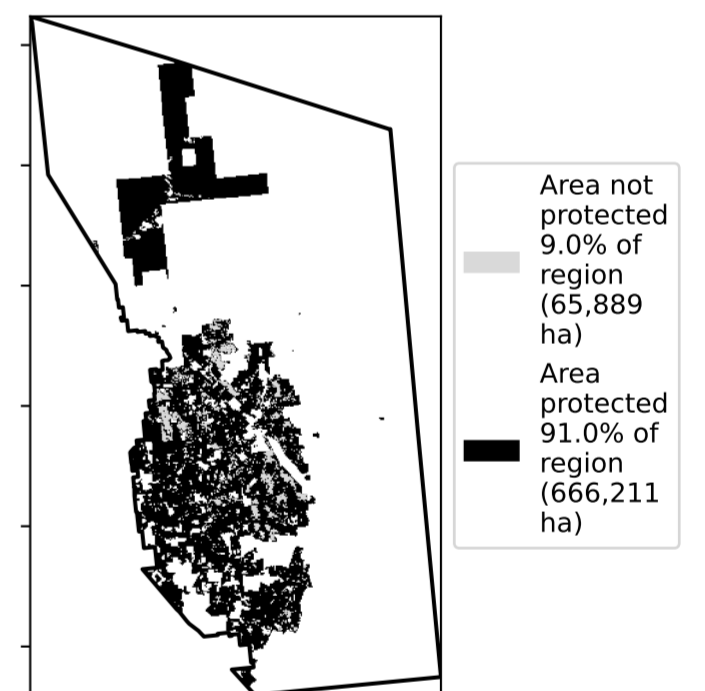 Area not
protected
9.0% of
region
(65,889
ha)
Area
protected
91.0% of
region
(666,211
ha)